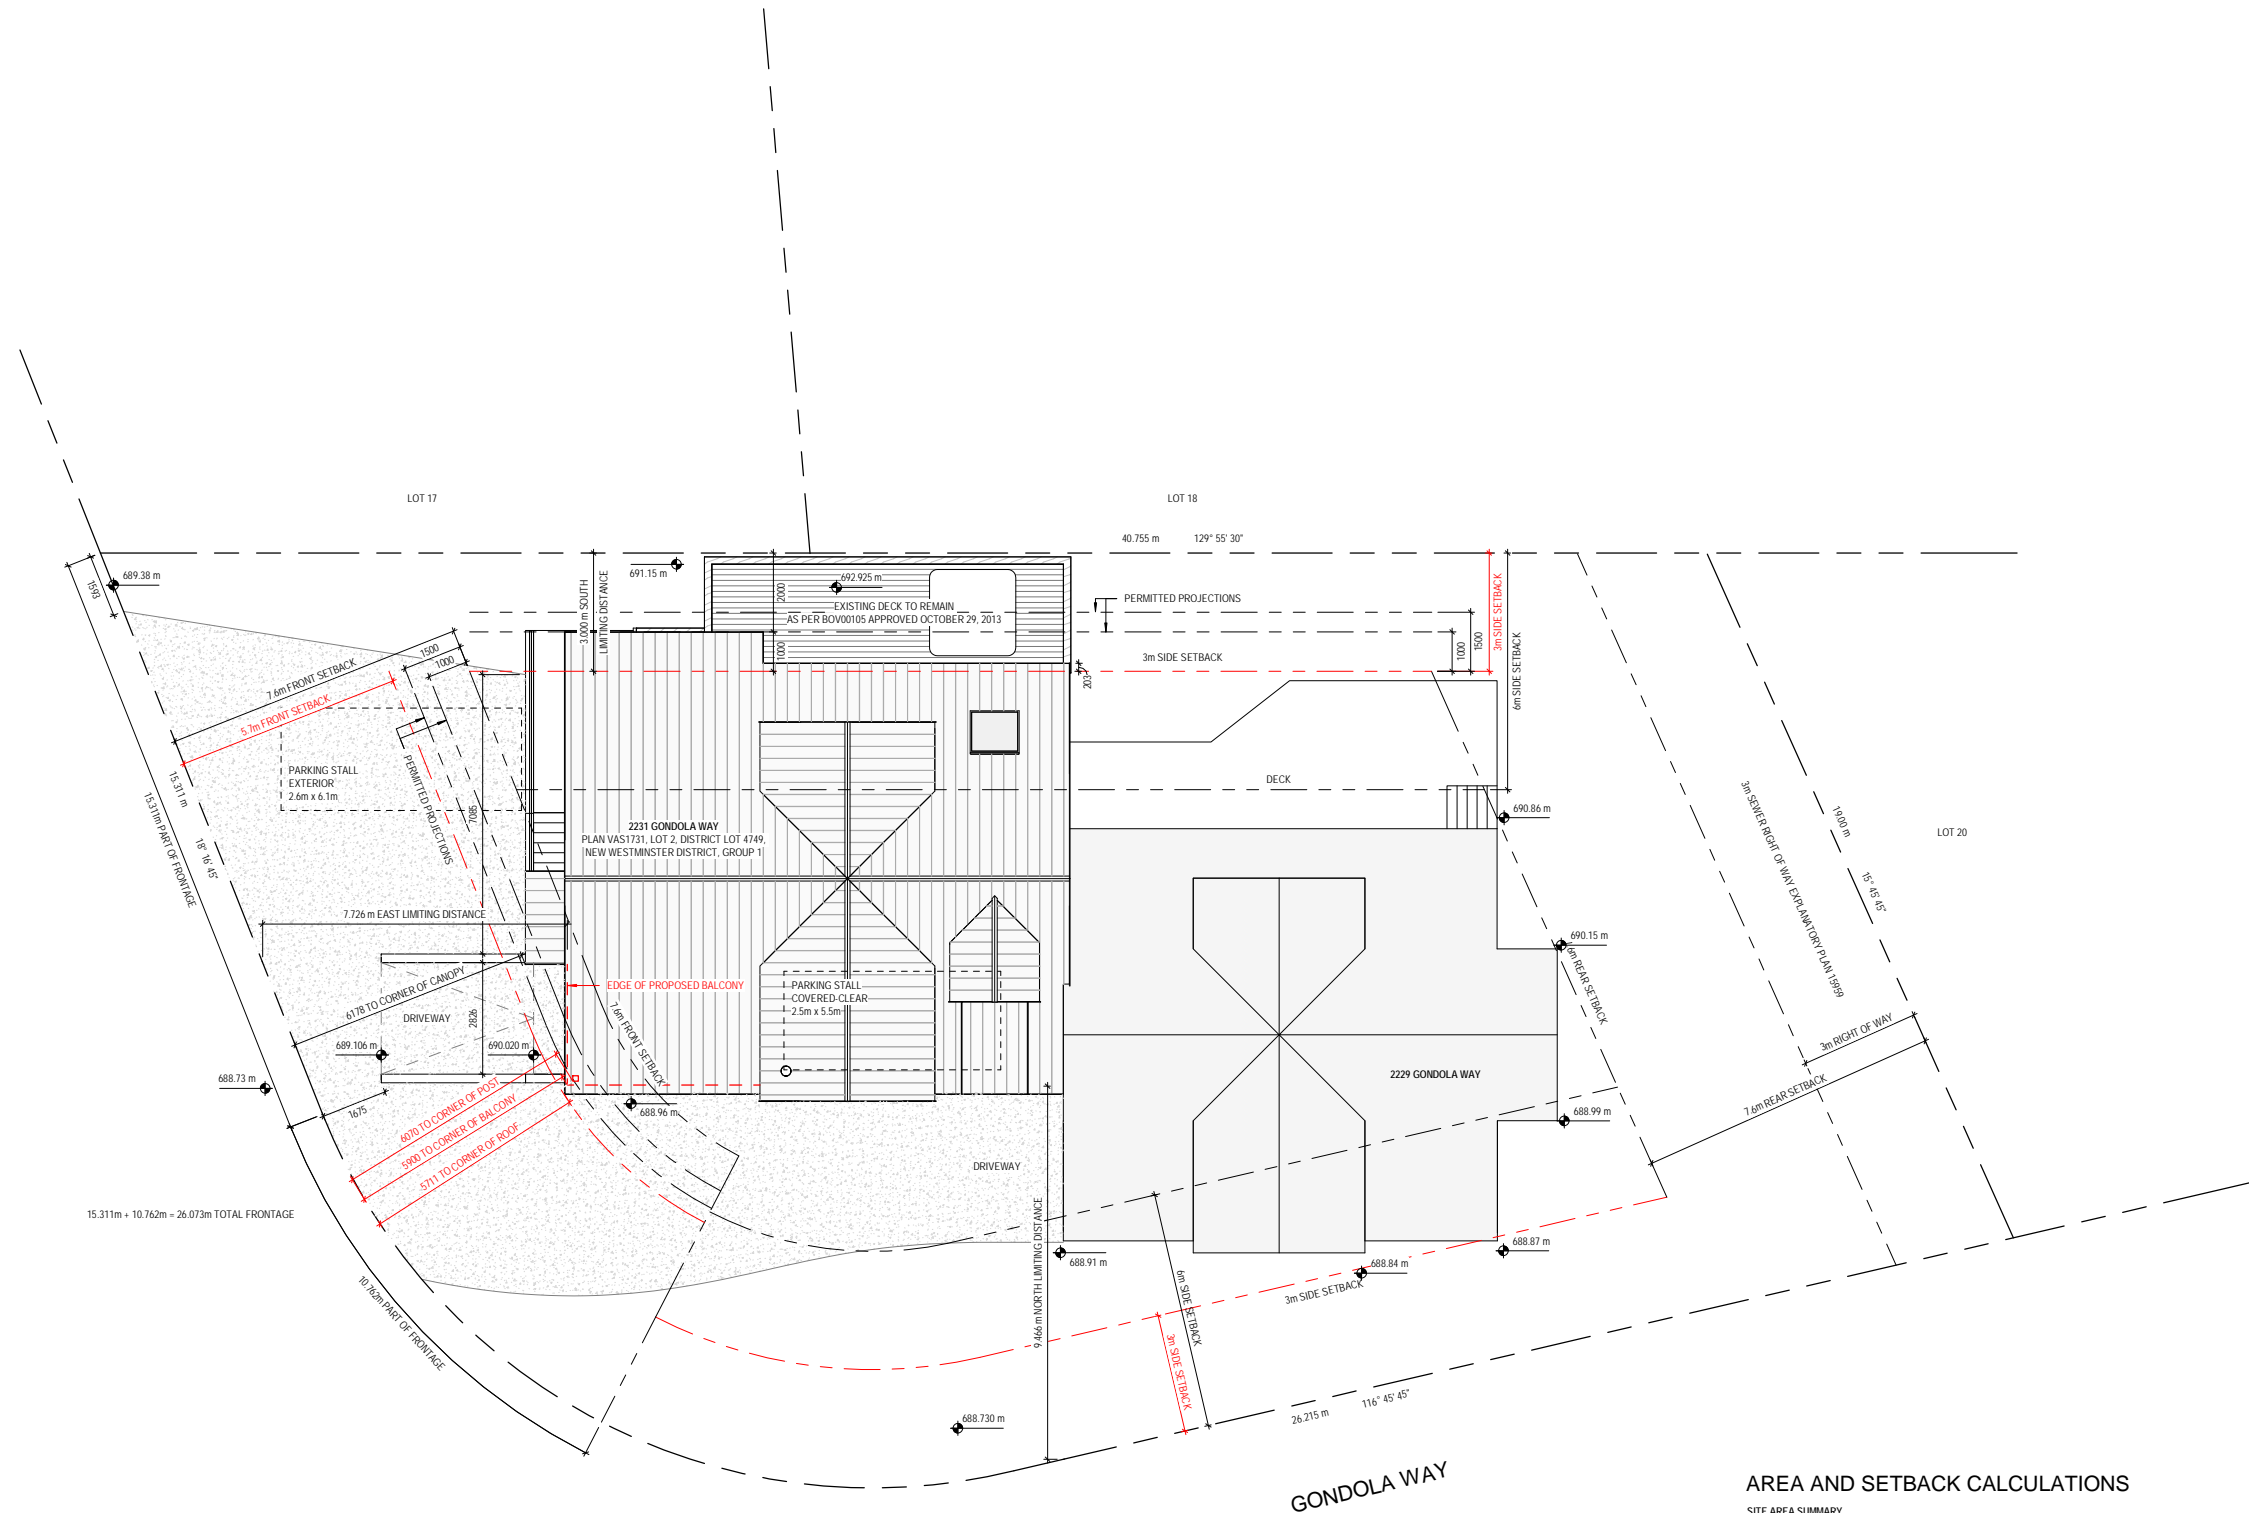 LOT 17
LOT 18
40.755 m
129° 55' 30"
689.38 m
1593
691.15 m
3.000 m SOUTH
LIMITING DISTANCE
2000
1000
692.925 m
EXISTING DECK TO REMAIN
AS PER BOV00105 APPROVED OCTOBER 29, 2013
PERMITTED PROJECTIONS
3m SIDE SETBACK
203
1000
1500
3m SIDE SETBACK
6m SIDE SETBACK
7.6m FRONT SETBACK
1500
1000
5.7m FRONT SETBACK
PERMITTED PROJECTIONS
PARKING STALL
EXTERIOR
2.6m x 6.1m
7085
15.311 m
18° 16' 45"
15.311m PART OF FRONTAGE
2231 GONDOLA WAY
PLAN VAS1731, LOT 2, DISTRICT LOT 4749,
NEW WESTMINSTER DISTRICT, GROUP 1
DECK
690.86 m
3m SEWER RIGHT OF WAY EXPLANATORY PLAN 15959
19.00 m
15° 45' 45"
LOT 20
7.726 m EAST LIMITING DISTANCE
6178 TO CORNER OF CANOPY
DRIVEWAY
2826
EDGE OF PROPOSED BALCONY
PARKING STALL
COVERED-CLEAR
2.5m x 5.5m
7.6m FRONT SETBACK
690.15 m
6m REAR SETBACK
3m RIGHT OF WAY
7.6m REAR SETBACK
689.106 m
690.020 m
688.73 m
1675
6070 TO CORNER OF POST
5900 TO CORNER OF BALCONY
5711 TO CORNER OF ROOF
688.96 m
2229 GONDOLA WAY
688.99 m
DRIVEWAY
15.311m + 10.762m = 26.073m TOTAL FRONTAGE
10.762m PART OF FRONTAGE
9.466 m NORTH LIMITING DISTANCE
688.91 m
6m SIDE SETBACK
3m SIDE SETBACK
688.84 m
3m SIDE SETBACK
688.87 m
688.730 m
26.215 m
116° 45' 45"
GONDOLA WAY
AREA AND SETBACK CALCULATIONS
SITE AREA SUMMARY